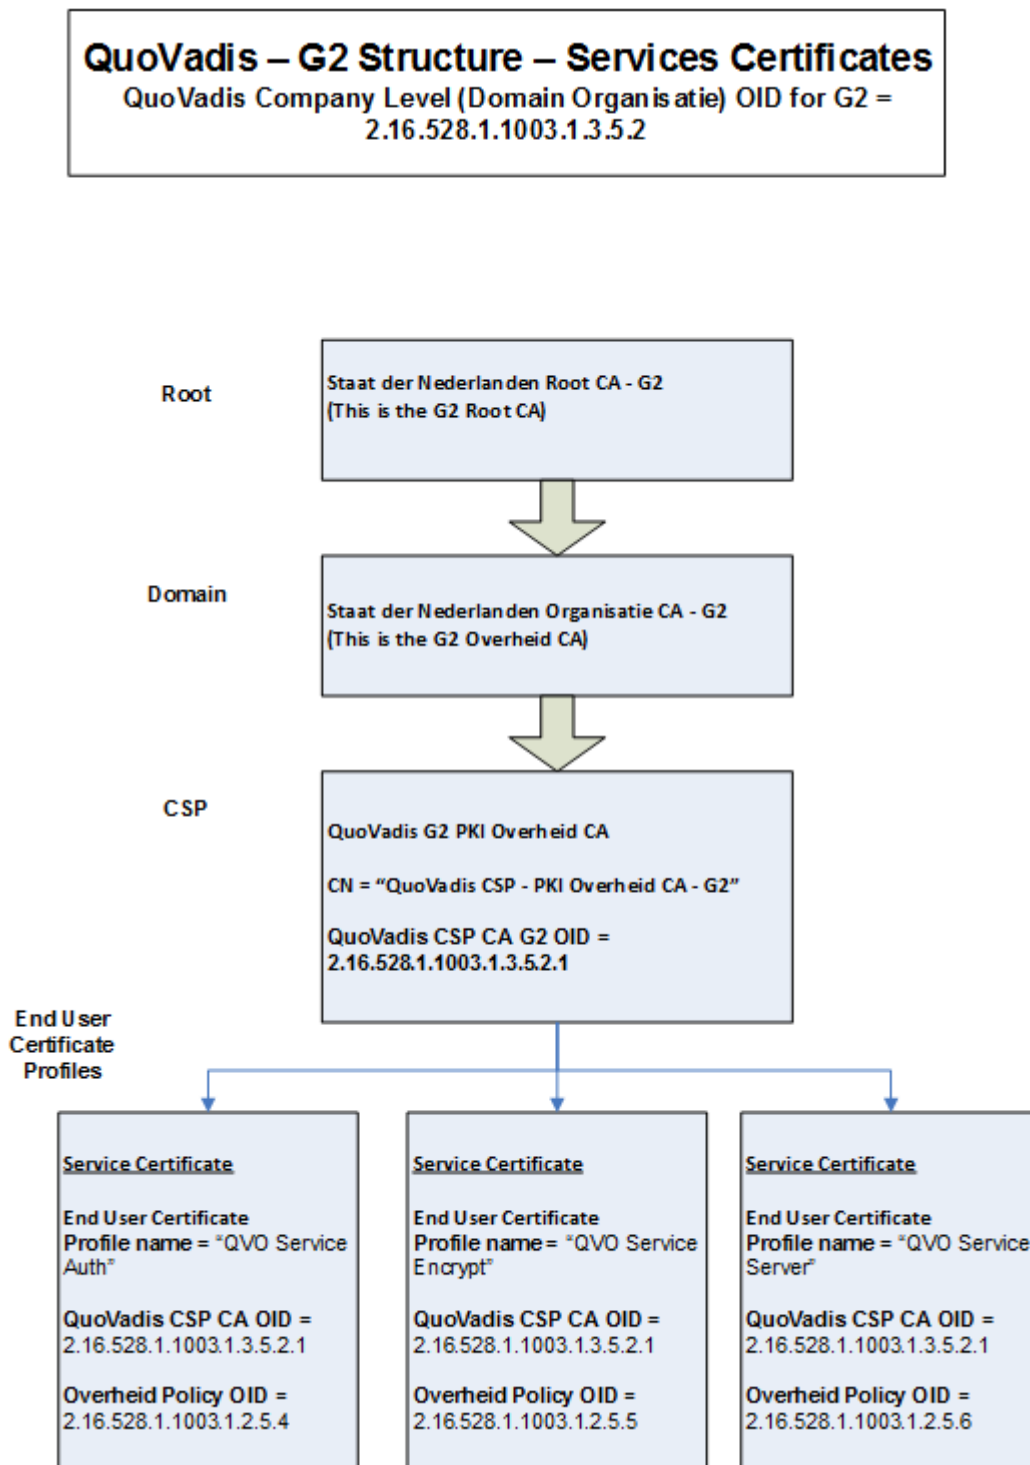 QuoVadis – G2 Structure – Services Certificates
QuoVadis Company Level (Domain Organisatie) OID for G2 =
2.16.528.1.1003.1.3.5.2
Root
Staat der Nederlanden Root CA - G2
(This is the G2 Root CA)
Domain
Staat der Nederlanden Organisatie CA - G2
(This is the G2 Overheid CA)
CSP
QuoVadis G2 PKI Overheid CA
CN = “QuoVadis CSP - PKI Overheid CA - G2”
QuoVadis CSP CA G2 OID =
2.16.528.1.1003.1.3.5.2.1
End User
Certificate
Profiles
Service Certificate
End User Certificate
Profile name = “QVO Service
Auth”
QuoVadis CSP CA OID =
2.16.528.1.1003.1.3.5.2.1
Overheid Policy OID =
2.16.528.1.1003.1.2.5.4
Service Certificate
End User Certificate
Profile name = “QVO Service
Encrypt”
QuoVadis CSP CA OID =
2.16.528.1.1003.1.3.5.2.1
Overheid Policy OID =
2.16.528.1.1003.1.2.5.5
Service Certificate
End User Certificate
Profile name = “QVO Service
Server”
QuoVadis CSP CA OID =
2.16.528.1.1003.1.3.5.2.1
Overheid Policy OID =
2.16.528.1.1003.1.2.5.6